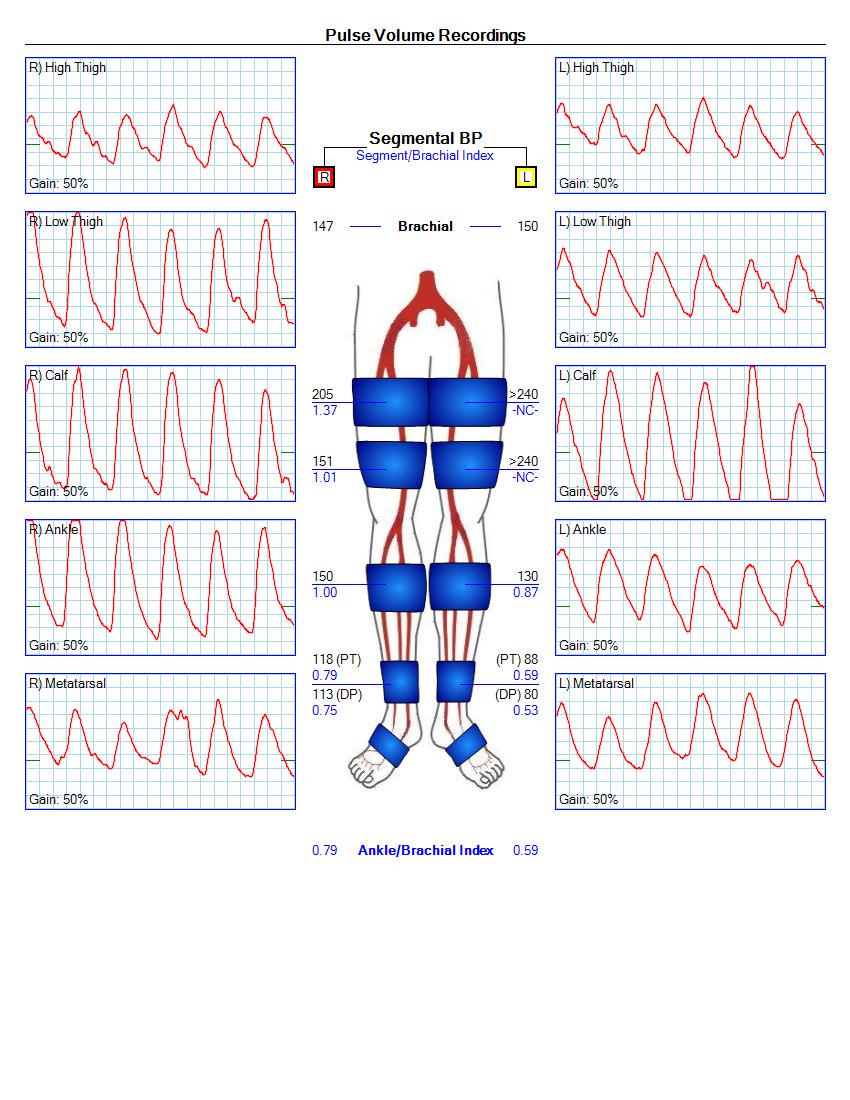 Pulse Volume Recordings
R) High Thigh
Gain: 50%
L) High Thigh
Gain: 50%
Segmental BP
Segment/Brachial Index
R
L
147 Brachial 150
R) Low Thigh
Gain: 50%
L) Low Thigh
Gain: 50%
R) Calf
Gain: 50%
205
1.37
>240
-NC-
L) Calf
Gain: 50%
151
1.01
>240
-NC-
R) Ankle
Gain: 50%
150
1.00
130
0.87
L) Ankle
Gain: 50%
R) Metatarsal
Gain: 50%
118 (PT)
0.79
113 (DP)
0.75
(PT) 88
0.59
(DP) 80
0.53
L) Metatarsal
Gain: 50%
0.79 Ankle/Brachial Index 0.59